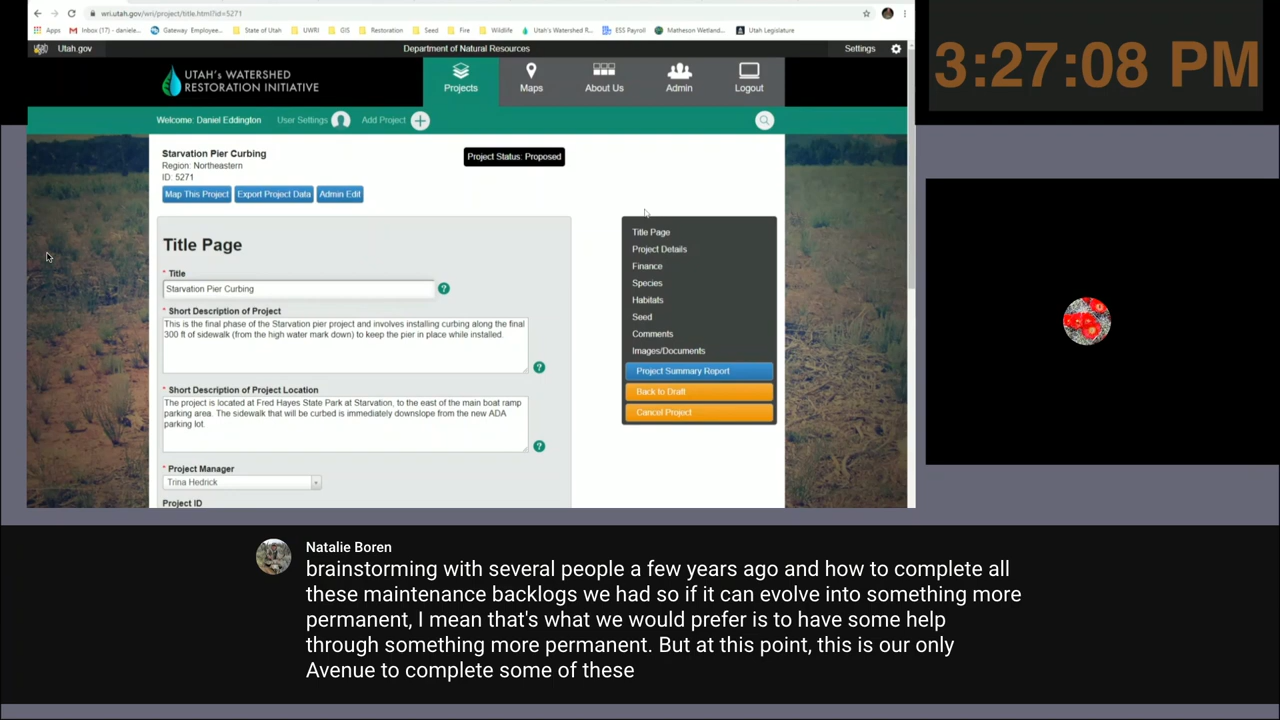 wri.utah.gov/wri/project/title.html?id=5271
Apps
Inbox (17) - daniele...
Gateway Employee...
State of Utah
UWRI
GIS
Restoration
Seed
Fire
Wildlife
Utah's Watershed R...
ESS Payroll
Matheson Wetland...
Utah Legislature
3:27:08 PM
Utah.gov
Department of Natural Resources
Settings
UTAH's WATERSHED
RESTORATION INITIATIVE
Projects
Maps
About Us
Admin
Logout
Welcome: Daniel Eddington
User Settings
Add Project
Starvation Pier Curbing
Region: Northeastern
ID: 5271
Project Status: Proposed
Map This Project
Export Project Data
Admin Edit
Title Page
* Title
Starvation Pier Curbing
* Short Description of Project
This is the final phase of the Starvation pier project and involves installing curbing along the final
300 ft of sidewalk (from the high water mark down) to keep the pier in place while installed.
* Short Description of Project Location
The project is located at Fred Hayes State Park at Starvation, to the east of the main boat ramp
parking area. The sidewalk that will be curbed is immediately downslope from the new ADA
parking lot.
* Project Manager
Trina Hedrick
Project ID
Title Page
Project Details
Finance
Species
Habitats
Seed
Comments
Images/Documents
Project Summary Report
Back to Draft
Cancel Project
Natalie Boren
brainstorming with several people a few years ago and how to complete all
these maintenance backlogs we had so if it can evolve into something more
permanent, I mean that's what we would prefer is to have some help
through something more permanent. But at this point, this is our only
Avenue to complete some of these